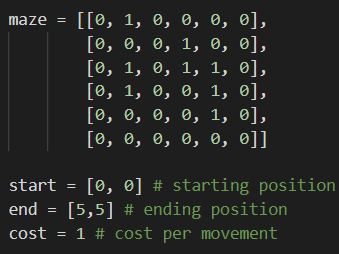 maze = [[0, 1, 0, 0, 0, 0],
[0, 0, 0, 1, 0, 0],
[0, 1, 0, 1, 1, 0],
[0, 1, 0, 0, 1, 0],
[0, 0, 0, 0, 1, 0],
[0, 0, 0, 0, 0, 0]]
start = [0, 0] # starting position
end = [5,5] # ending position
cost = 1 # cost per movement